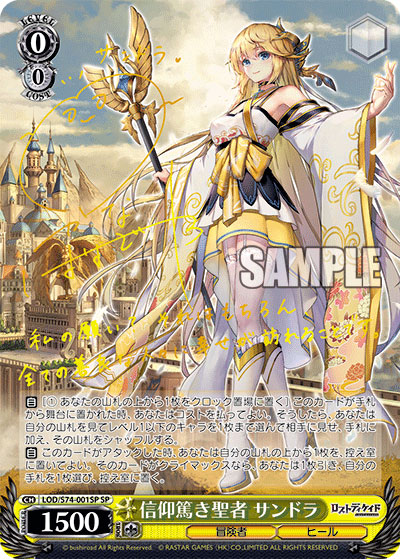 LEVEL
0
0
COST
サンドラ
SAMPLE
私の願い?それはもちろん、
全ての善良な人々に幸せが訪れることです。
自［⑴ あなたの山札の上から1枚をクロック置場に置く］ このカードが手札
から舞台に置かれた時、あなたはコストを払ってよい。そうしたら、あなたは
自分の山札を見てレベル1以下のキャラを1枚まで選んで相手に見せ、手札に
加え、その山札をシャッフルする。
自 このカードがアタックした時、あなたは自分の山札の上から1枚を、控え
室に置いてよい。そのカードがクライマックスなら、あなたは1枚引き、自分の
手札を1枚選び、控え室に置く。
CH LOD/S74-001SP SP
1500
信仰篤き聖者 サンドラ
ロストディケイド
冒険者
ヒール
©bushiroad All Rights Reserved. © RASTAR GAMES (HK) CO.,LIMITED ALL RIGHTS RESERVED.